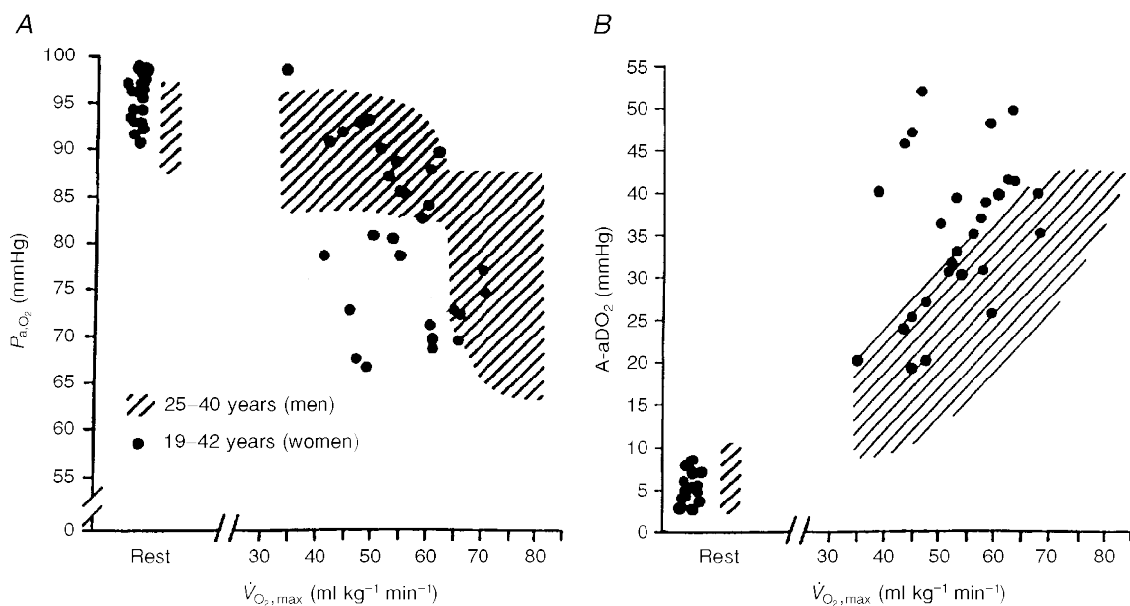 A
100
95
90
85
80
75
70
65
60
55
0
Pa,O2 (mmHg)
25–40 years (men)
19–42 years (women)
Rest
30 40 50 60 70 80
V̇O2,max (ml kg−1 min−1)
B
55
50
45
40
35
30
25
20
15
10
5
0
A-aDO2 (mmHg)
Rest
30 40 50 60 70 80
V̇O2,max (ml kg−1 min−1)